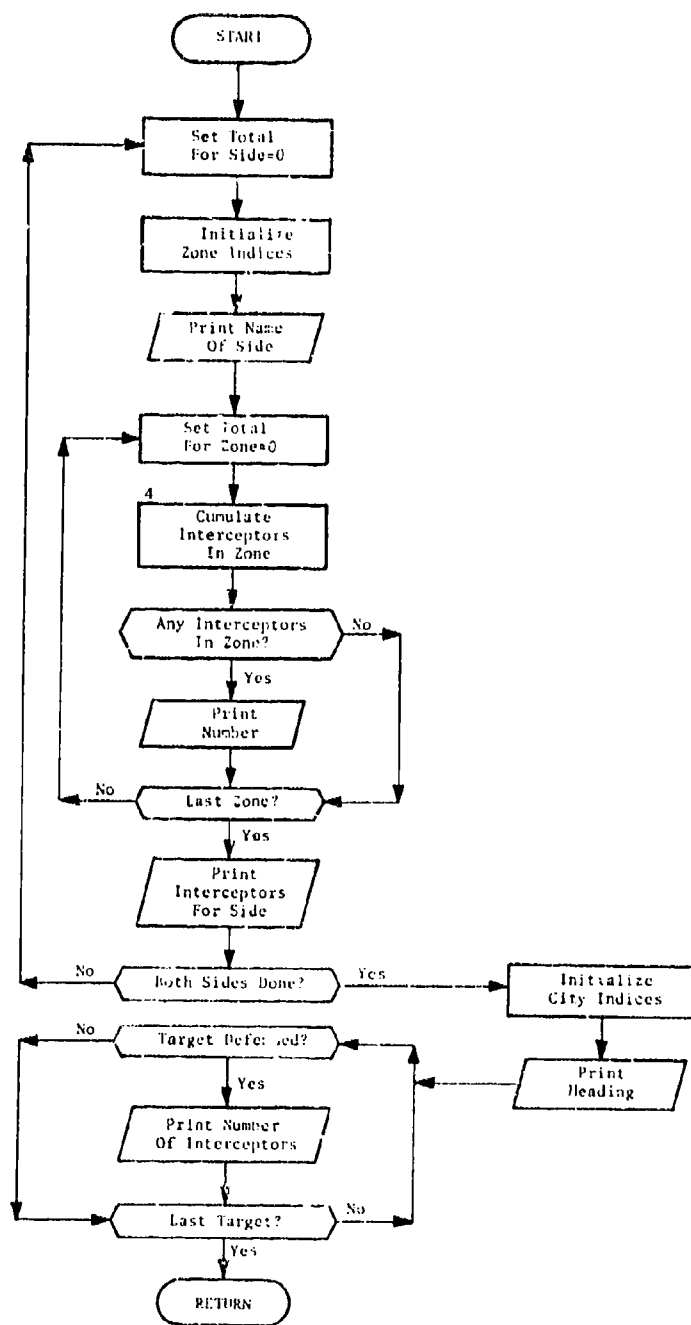 START
Set Total
For Side=0
Initialize
Zone Indices
Print Name
Of Side
Set Total
For Zone=0
4
Cumulate
Interceptors
In Zone
Any Interceptors
In Zone?
No
Yes
Print
Number
No
Last Zone?
Yes
Print
Interceptors
For Side
No
Both Sides Done?
Yes
Initialize
City Indices
No
Target Defended?
Print
Heading
Yes
Print Number
Of Interceptors
Last Target?
No
Yes
RETURN